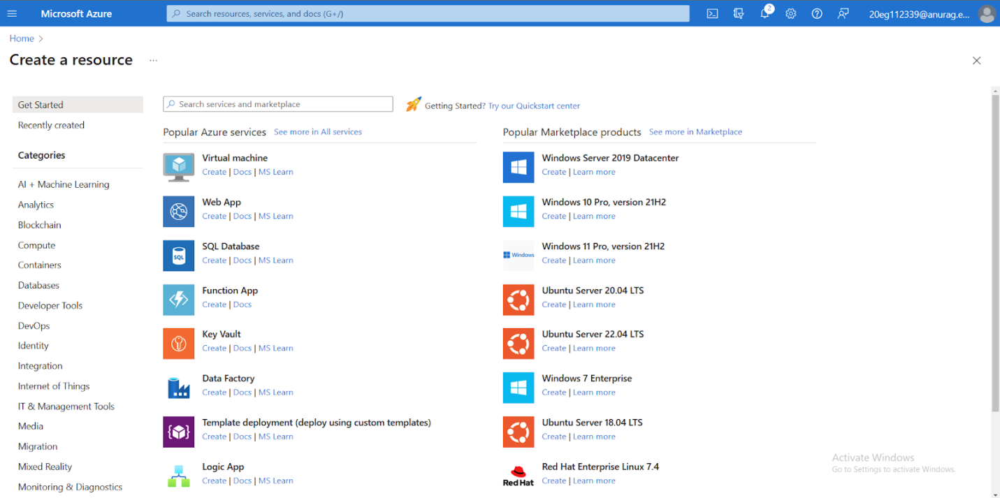 Microsoft Azure
Search resources, services, and docs (G+/)
2
20eg112339@anurag.e...
Home >
Create a resource ...
Get Started
Recently created
Categories
AI + Machine Learning
Analytics
Blockchain
Compute
Containers
Databases
Developer Tools
DevOps
Identity
Integration
Internet of Things
IT & Management Tools
Media
Migration
Mixed Reality
Monitoring & Diagnostics
Search services and marketplace
Getting Started? Try our Quickstart center
Popular Azure services See more in All services
Virtual machine
Create | Docs | MS Learn
Web App
Create | Docs | MS Learn
SQL
SQL Database
Create | Docs | MS Learn
Function App
Create | Docs
Key Vault
Create | Docs | MS Learn
Data Factory
Create | Docs | MS Learn
Template deployment (deploy using custom templates)
Create | Docs | MS Learn
Logic App
Create | Docs | MS Learn
Popular Marketplace products See more in Marketplace
Windows Server 2019 Datacenter
Create | Learn more
Windows 10 Pro, version 21H2
Create | Learn more
Windows
Windows 11 Pro, version 21H2
Create | Learn more
Ubuntu Server 20.04 LTS
Create | Learn more
Ubuntu Server 22.04 LTS
Create | Learn more
Windows 7 Enterprise
Create | Learn more
Ubuntu Server 18.04 LTS
Create | Learn more
Red Hat
Red Hat Enterprise Linux 7.4
Create | Learn more
Activate Windows
Go to Settings to activate Windows.